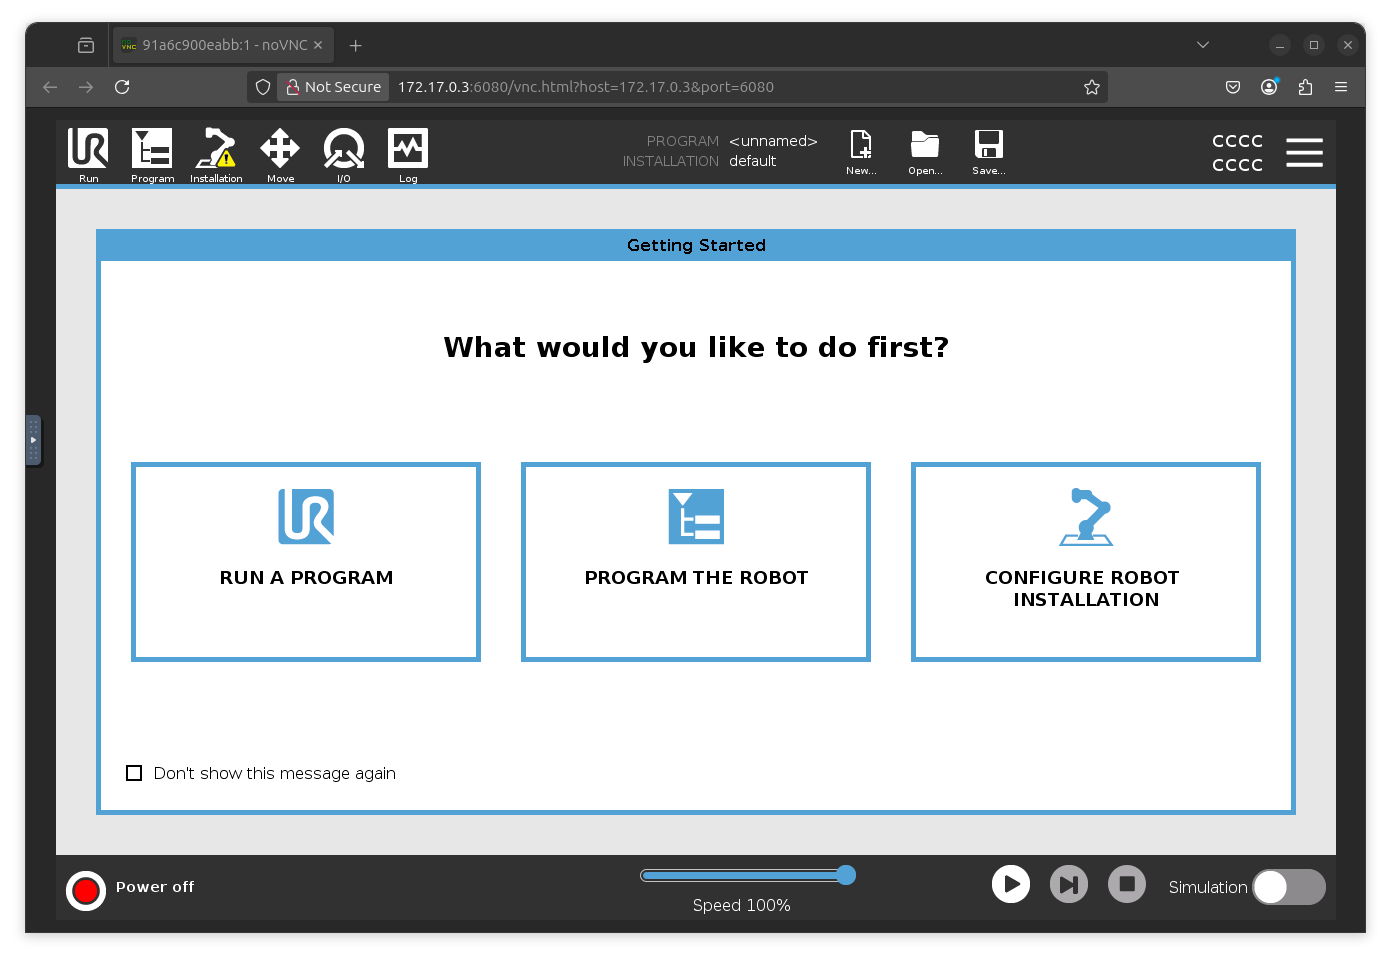 91a6c900eabb:1 - noVNC
Not Secure 172.17.0.3:6080/vnc.html?host=172.17.0.3&port=6080
Run Program Installation Move I/O Log
PROGRAM <unnamed>
INSTALLATION default
New... Open... Save...
CCCC
CCCC
Getting Started
What would you like to do first?
RUN A PROGRAM
PROGRAM THE ROBOT
CONFIGURE ROBOT
INSTALLATION
Don't show this message again
Power off
Speed 100%
Simulation